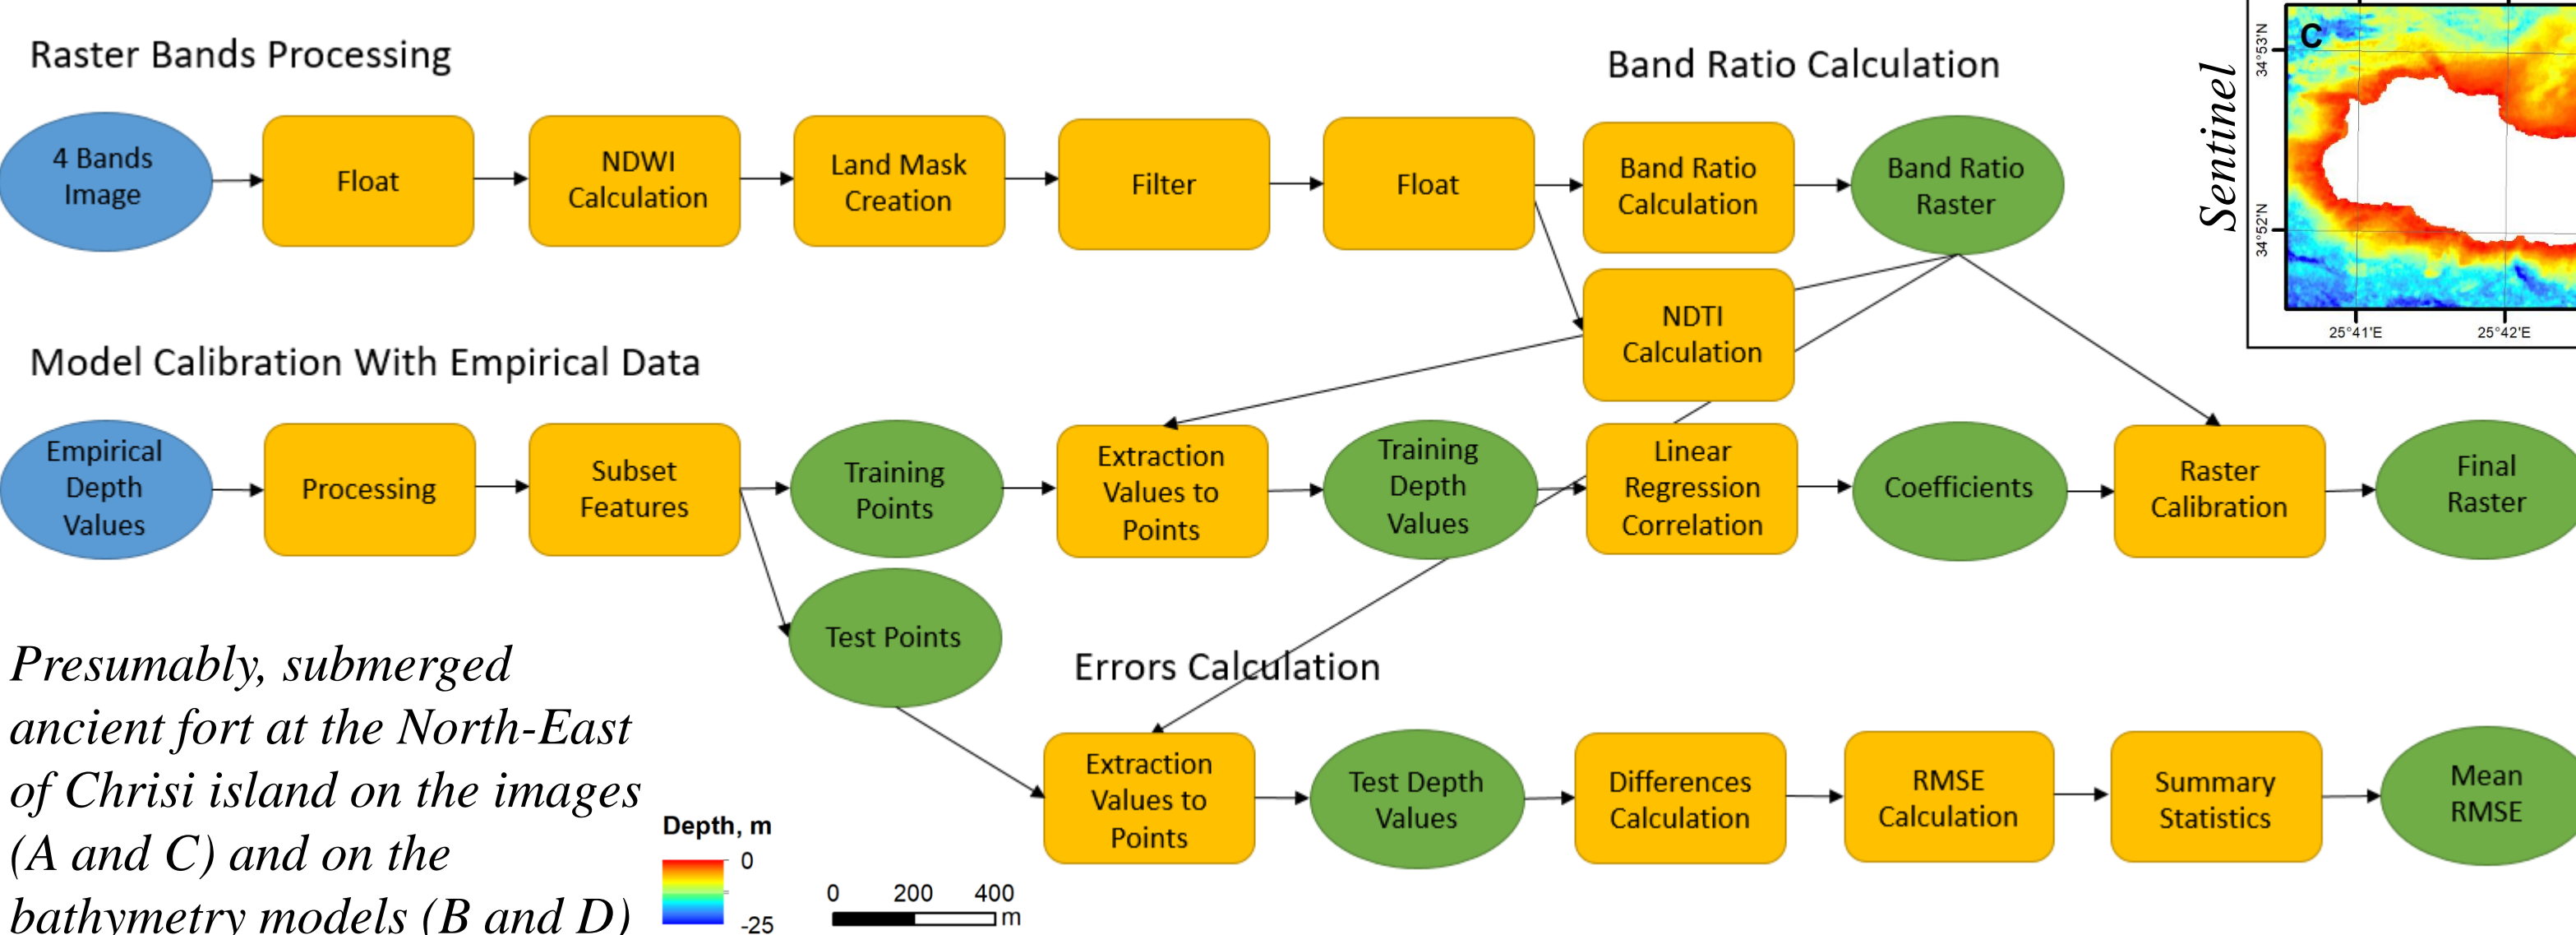 Raster Bands Processing
Band Ratio Calculation
4 Bands
Image
Float
NDWI
Calculation
Land Mask
Creation
Filter
Float
Band Ratio
Calculation
Band Ratio
Raster
NDTI
Calculation
Sentinel
C
34°53'N
34°52'N
25°41'E
25°42'E
Model Calibration With Empirical Data
Empirical
Depth
Values
Processing
Subset
Features
Training
Points
Extraction
Values to
Points
Training
Depth
Values
Linear
Regression
Correlation
Coefficients
Raster
Calibration
Final
Raster
Test Points
Errors Calculation
Extraction
Values to
Points
Test Depth
Values
Differences
Calculation
RMSE
Calculation
Summary
Statistics
Mean
RMSE
Presumably, submerged
ancient fort at the North-East
of Chrisi island on the images
(A and C) and on the
bathymetry models (B and D)
Depth, m
0
-25
0 200 400
m